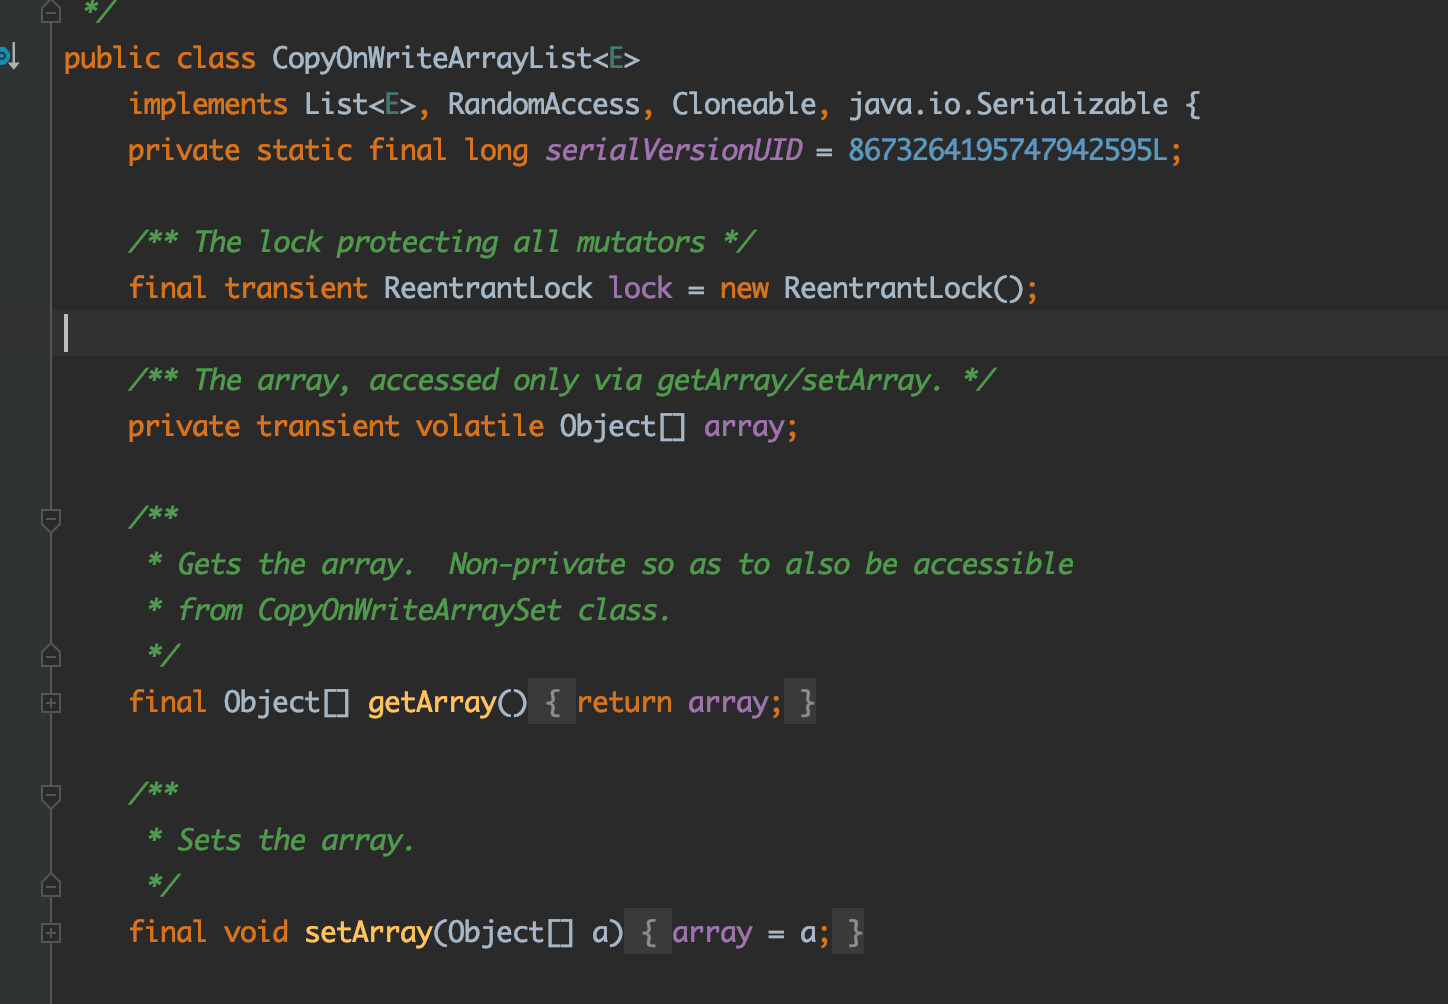 */
public class CopyOnWriteArrayList<E>
implements List<E>, RandomAccess, Cloneable, java.io.Serializable {
private static final long serialVersionUID = 8673264195747942595L;
/** The lock protecting all mutators */
final transient ReentrantLock lock = new ReentrantLock();
/** The array, accessed only via getArray/setArray. */
private transient volatile Object[] array;
/**
* Gets the array.  Non-private so as to also be accessible
* from CopyOnWriteArraySet class.
*/
final Object[] getArray() { return array; }
/**
* Sets the array.
*/
final void setArray(Object[] a) { array = a; }